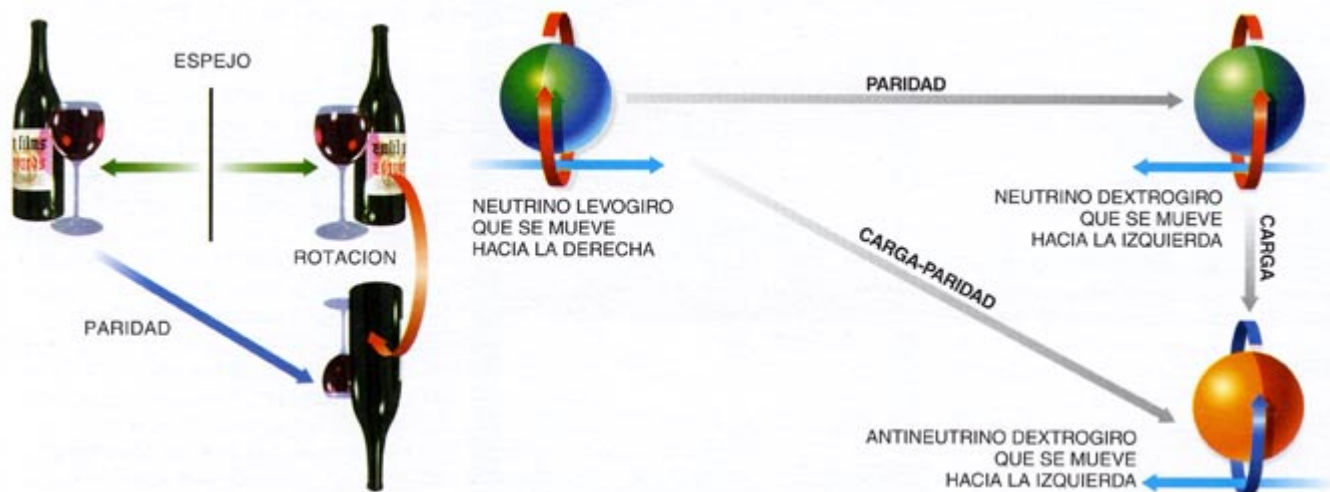 ESPEJO
films
ROTACION
PARIDAD
PARIDAD
NEUTRINO LEVOGIRO
QUE SE MUEVE
HACIA LA DERECHA
NEUTRINO DEXTROGIRO
QUE SE MUEVE
HACIA LA IZQUIERDA
CARGA-PARIDAD
CARGA
ANTINEUTRINO DEXTROGIRO
QUE SE MUEVE
HACIA LA IZQUIERDA